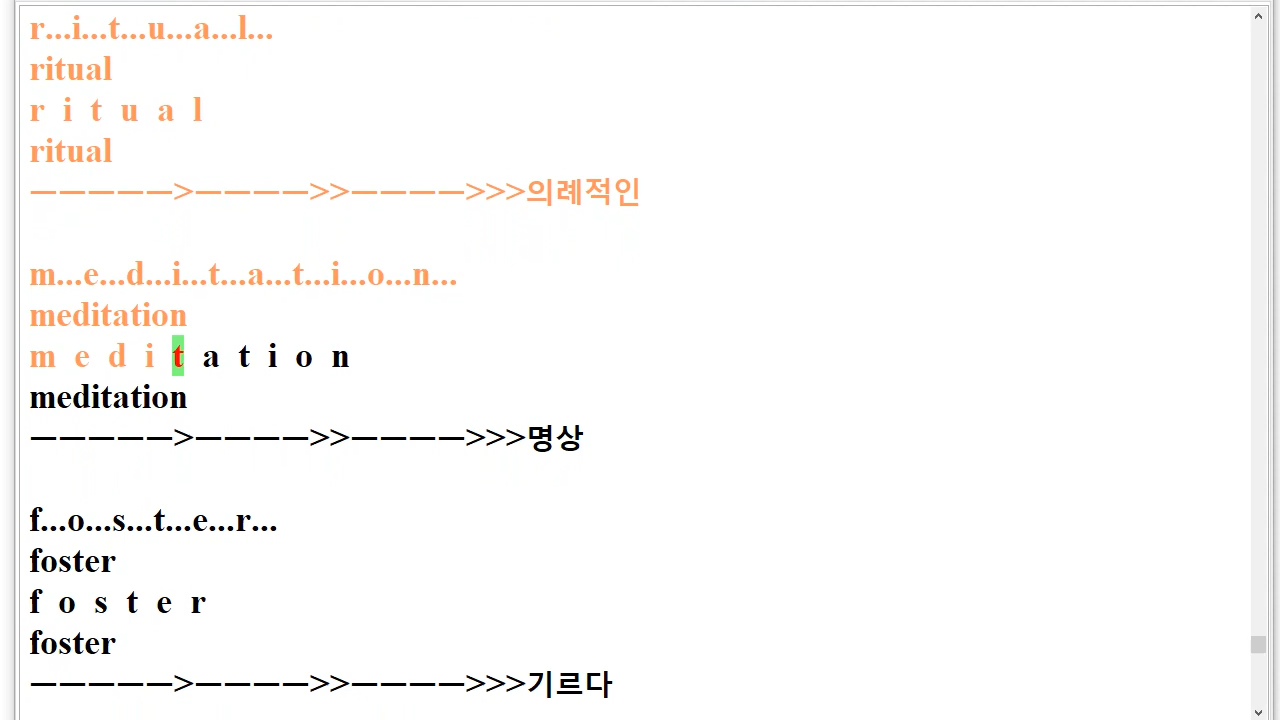 r...i...t...u...a...l...
ritual
r i t u a l
ritual
—————>————>>————>>>의례적인
m...e...d...i...t...a...t...i...o...n...
meditation
m e d i t a t i o n
meditation
—————>————>>————>>>명상
f...o...s...t...e...r...
foster
f o s t e r
foster
—————>————>>————>>>기르다